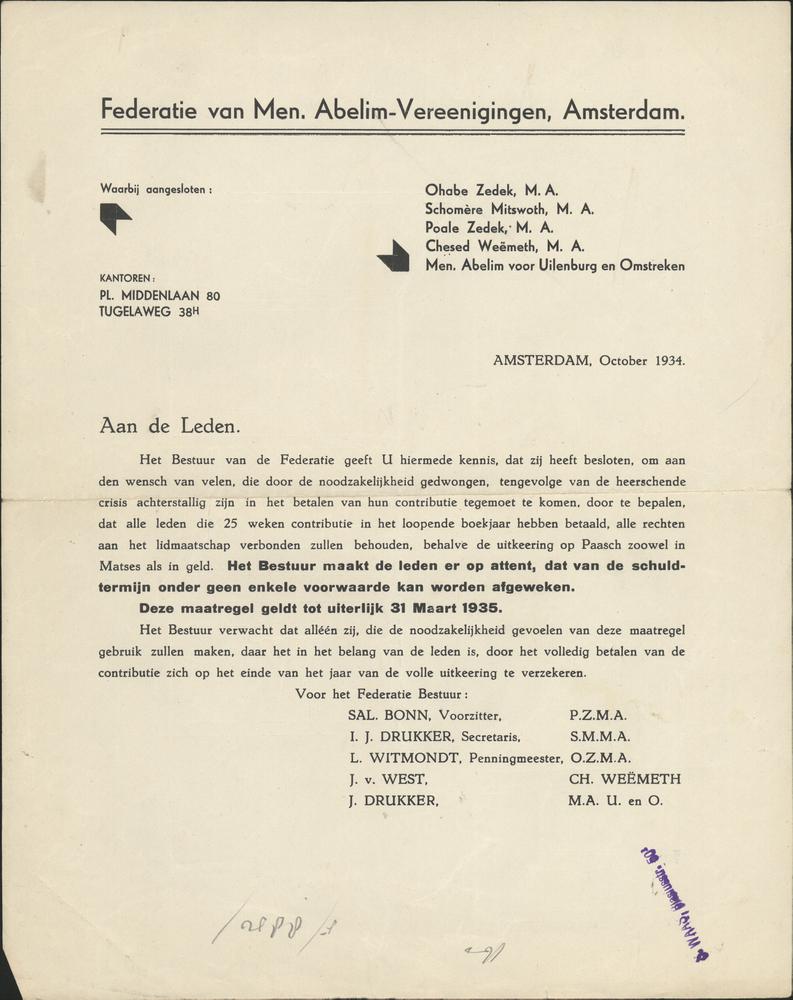 Federatie van Men. Abelim-Vereenigingen, Amsterdam.
Waarbij aangesloten :
Ohabe Zedek, M. A.
Schomère Mitswoth, M. A.
Poale Zedek, M. A.
Chesed Weëmeth, M. A.
Men. Abelim voor Uilenburg en Omstreken
KANTOREN:
PL. MIDDENLAAN 80
TUGELAWEG 38H
AMSTERDAM, October 1934.
Aan de Leden.
Het Bestuur van de Federatie geeft U hiermede kennis, dat zij heeft besloten, om aan
den wensch van velen, die door de noodzakelijkheid gedwongen, tengevolge van de heerschende
crisis achterstallig zijn in het betalen van hun contributie tegemoet te komen, door te bepalen,
dat alle leden die 25 weken contributie in het loopende boekjaar hebben betaald, alle rechten
aan het lidmaatschap verbonden zullen behouden, behalve de uitkeering op Paasch zoowel in
Matses als in geld. Het Bestuur maakt de leden er op attent, dat van de schuld-
termijn onder geen enkele voorwaarde kan worden afgeweken.
Deze maatregel geldt tot uiterlijk 31 Maart 1935.
Het Bestuur verwacht dat alléén zij, die de noodzakelijkheid gevoelen van deze maatregel
gebruik zullen maken, daar het in het belang van de leden is, door het volledig betalen van de
contributie zich op het einde van het jaar van de volle uitkeering te verzekeren.
Voor het Federatie Bestuur :
SAL. BONN, Voorzitter, P.Z.M.A.
I. J. DRUKKER, Secretaris, S.M.M.A.
L. WITMONDT, Penningmeester, O.Z.M.A.
J. v. WEST, CH. WEËMETH
J. DRUKKER, M.A. U. en O.